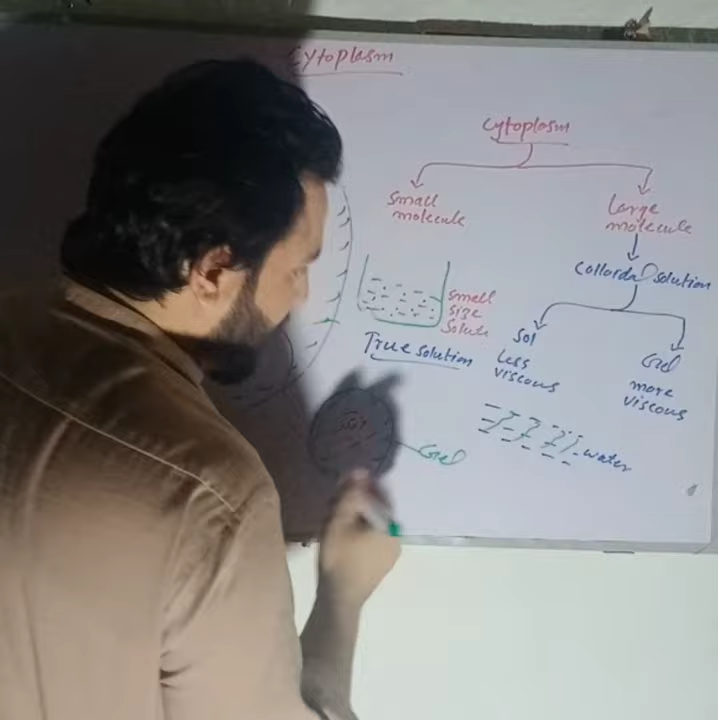 Cytoplasm
Cytoplasm
Small
molecule
Large
molecule
Colloidal solution
Small
size
Solute
True solution
Sol
Less
viscous
Gel
more
viscous
water
Gel